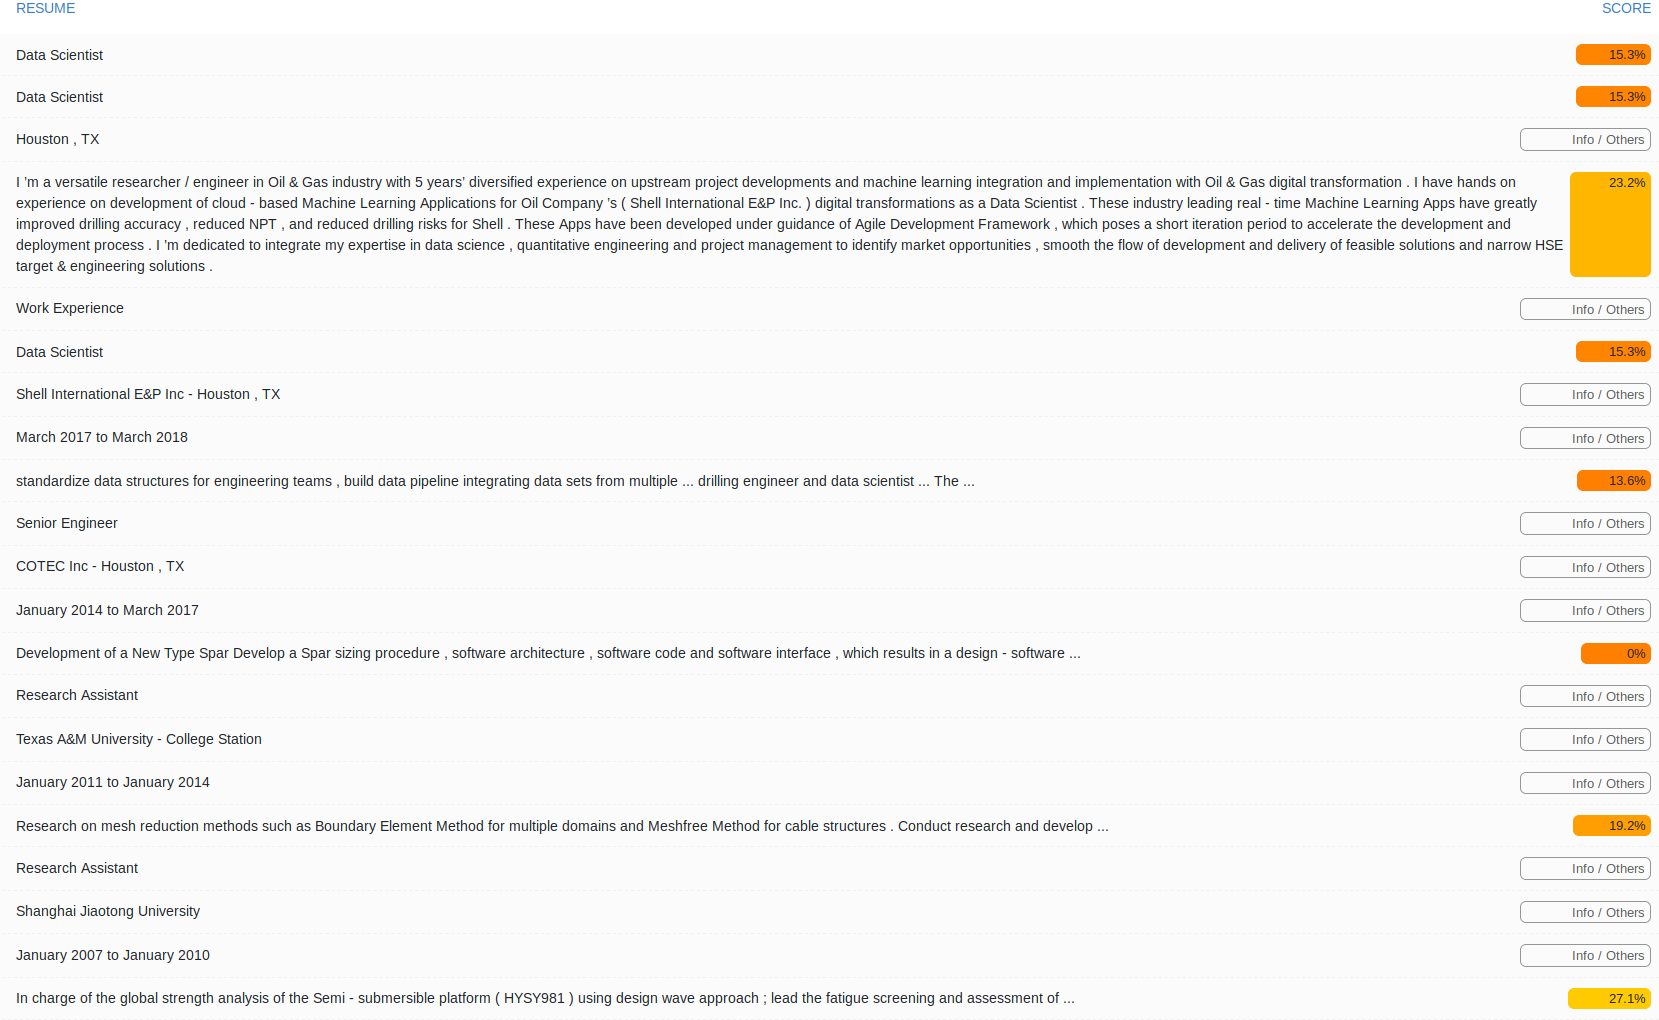 RESUME SCORE
Data Scientist 15.3%
Data Scientist 15.3%
Houston , TX Info / Others
I ’m a versatile researcher / engineer in Oil & Gas industry with 5 years’ diversified experience on upstream project developments and machine learning integration and implementation with Oil & Gas digital transformation . I have hands on 23.2%
experience on development of cloud - based Machine Learning Applications for Oil Company ’s ( Shell International E&P Inc. ) digital transformations as a Data Scientist . These industry leading real - time Machine Learning Apps have greatly
improved drilling accuracy , reduced NPT , and reduced drilling risks for Shell . These Apps have been developed under guidance of Agile Development Framework , which poses a short iteration period to accelerate the development and
deployment process . I ’m dedicated to integrate my expertise in data science , quantitative engineering and project management to identify market opportunities , smooth the flow of development and delivery of feasible solutions and narrow HSE
target & engineering solutions .
Work Experience Info / Others
Data Scientist 15.3%
Shell International E&P Inc - Houston , TX Info / Others
March 2017 to March 2018 Info / Others
standardize data structures for engineering teams , build data pipeline integrating data sets from multiple ... drilling engineer and data scientist ... The ... 13.6%
Senior Engineer Info / Others
COTEC Inc - Houston , TX Info / Others
January 2014 to March 2017 Info / Others
Development of a New Type Spar Develop a Spar sizing procedure , software architecture , software code and software interface , which results in a design - software ... 0%
Research Assistant Info / Others
Texas A&M University - College Station Info / Others
January 2011 to January 2014 Info / Others
Research on mesh reduction methods such as Boundary Element Method for multiple domains and Meshfree Method for cable structures . Conduct research and develop ... 19.2%
Research Assistant Info / Others
Shanghai Jiaotong University Info / Others
January 2007 to January 2010 Info / Others
In charge of the global strength analysis of the Semi - submersible platform ( HYSY981 ) using design wave approach ; lead the fatigue screening and assessment of ... 27.1%